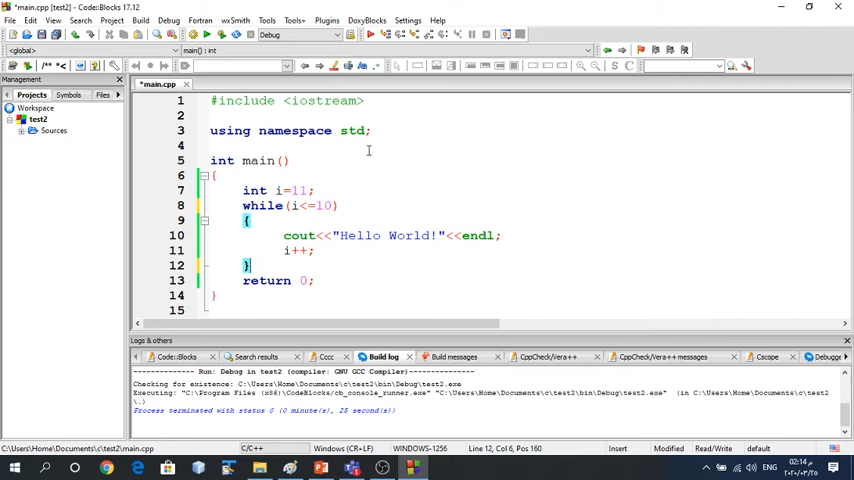 *main.cpp [test2] - Code::Blocks 17.12
File Edit View Search Project Build Debug Fortran wxSmith Tools Tools+ Plugins DoxyBlocks Settings Help
Debug
<global> main() : int
/** *<
S C
Management
Projects Symbols Files
Workspace
test2
Sources
*main.cpp
1 #include <iostream>
2
3 using namespace std;
4
5 int main()
6 {
7 int i=11;
8 while(i<=10)
9 {
10 cout<<"Hello World!"<<endl;
11 i++;
12 }
13 return 0;
14 }
15
Logs & others
Code::Blocks Search results Cccc Build log Build messages CppCheck/Vera++ CppCheck/Vera++ messages Cscope Debugge
-------------- Run: Debug in test2 (compiler: GNU GCC Compiler)---------------
Checking for existence: C:\Users\Home\Documents\c\test2\bin\Debug\test2.exe
Executing: "C:\Program Files (x86)\CodeBlocks/cb_console_runner.exe" "C:\Users\Home\Documents\c\test2\bin\Debug\test2.exe" (in C:\Users\Home\Documents\c\test2
\.)
Process terminated with status 0 (0 minute(s), 25 second(s))
C:\Users\Home\Documents\c\test2\main.cpp C/C++ Windows (CR+LF) WINDOWS-1256 Line 12, Col 6, Pos 160 Insert Modified Read/Write default
ENG
02:14 م
٢٠٢٠/٠٣/٢٥